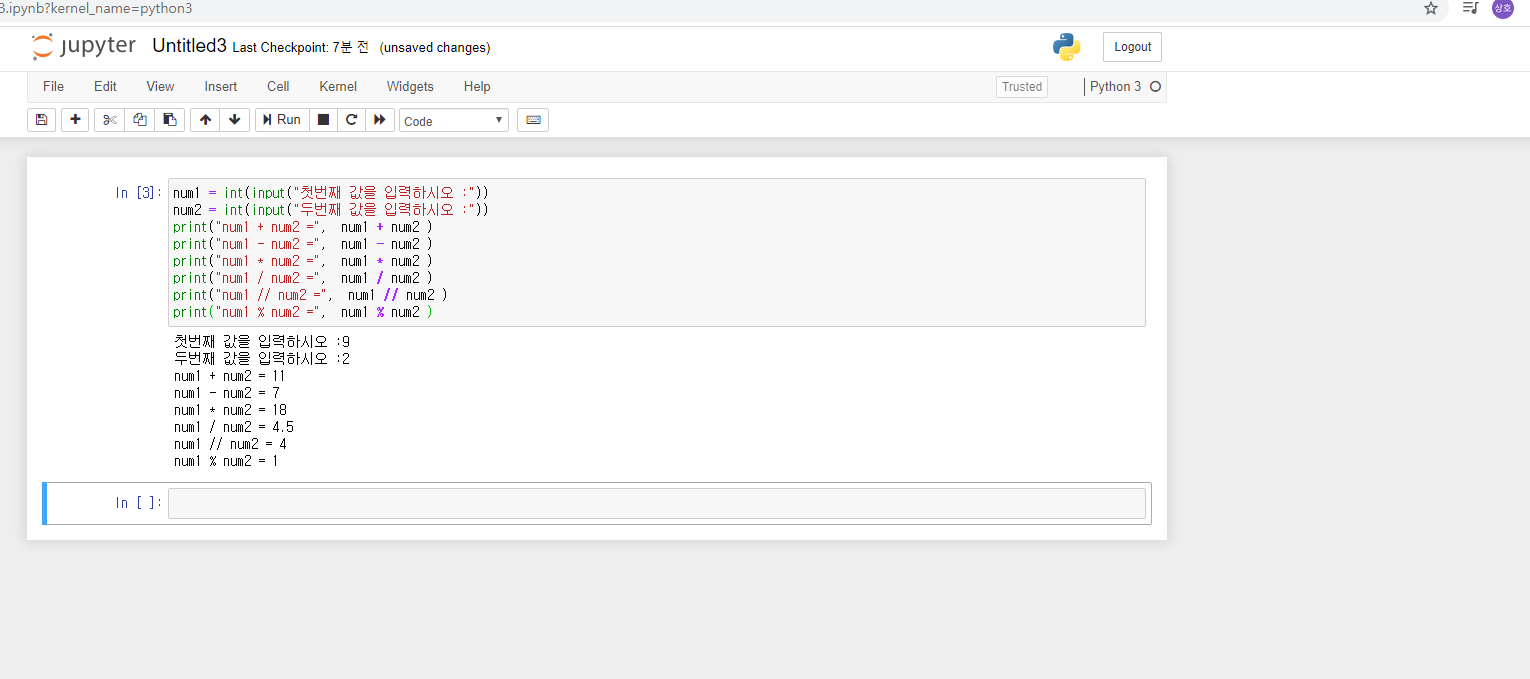 3.ipynb?kernel_name=python3
상호
jupyter Untitled3 Last Checkpoint: 7분 전 (unsaved changes)
Logout
File Edit View Insert Cell Kernel Widgets Help
Trusted
Python 3
Run
Code
In [3]:
num1 = int(input("첫번째 값을 입력하시오 :"))
num2 = int(input("두번째 값을 입력하시오 :"))
print("num1 + num2 =",  num1 + num2 )
print("num1 - num2 =",  num1 - num2 )
print("num1 * num2 =",  num1 * num2 )
print("num1 / num2 =",  num1 / num2 )
print("num1 // num2 =",  num1 // num2 )
print("num1 % num2 =",  num1 % num2 )
첫번째 값을 입력하시오 :9
두번째 값을 입력하시오 :2
num1 + num2 = 11
num1 - num2 = 7
num1 * num2 = 18
num1 / num2 = 4.5
num1 // num2 = 4
num1 % num2 = 1
In [ ]: